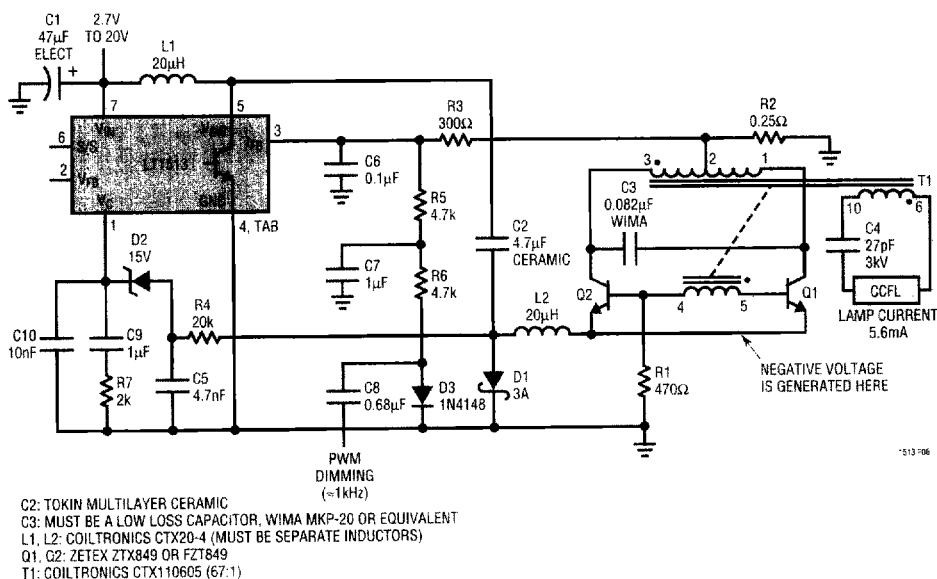 C1
47µF
ELECT
+
2.7V
TO 20V
L1
20µH
7
5
6
S/S
2
VFB
VIN
LT1513
GND
VC
3
4, TAB
1
R3
300Ω
R2
0.25Ω
C6
0.1µF
R5
4.7k
C7
1µF
R6
4.7k
C2
4.7µF
CERAMIC
3
2
1
C3
0.082µF
WIMA
T1
10
6
C4
27pF
3kV
CCFL
LAMP CURRENT
5.6mA
Q2
4
5
Q1
L2
20µH
D2
15V
R4
20k
C10
10nF
C9
1µF
R7
2k
C5
4.7nF
C8
0.68µF
D3
1N4148
D1
3A
R1
470Ω
NEGATIVE VOLTAGE
IS GENERATED HERE
PWM
DIMMING
(≈1kHz)
1513 F06
C2: TOKIN MULTILAYER CERAMIC
C3: MUST BE A LOW LOSS CAPACITOR, WIMA MKP-20 OR EQUIVALENT
L1, L2: COILTRONICS CTX20-4 (MUST BE SEPARATE INDUCTORS)
Q1, Q2: ZETEX ZTX849 OR FZT849
T1: COILTRONICS CTX110605 (67:1)